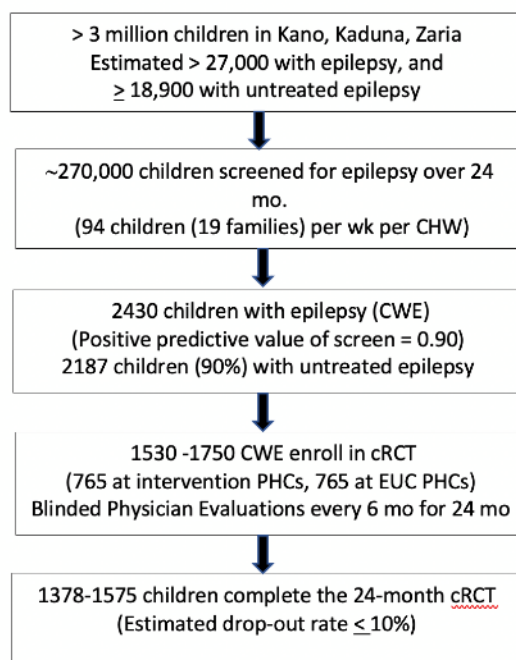 > 3 million children in Kano, Kaduna, Zaria
Estimated > 27,000 with epilepsy, and
≥ 18,900 with untreated epilepsy
~270,000 children screened for epilepsy over 24
mo.
(94 children (19 families) per wk per CHW)
2430 children with epilepsy (CWE)
(Positive predictive value of screen = 0.90)
2187 children (90%) with untreated epilepsy
1530 -1750 CWE enroll in cRCT
(765 at intervention PHCs, 765 at EUC PHCs)
Blinded Physician Evaluations every 6 mo for 24 mo
1378-1575 children complete the 24-month cRCT
(Estimated drop-out rate ≤ 10%)